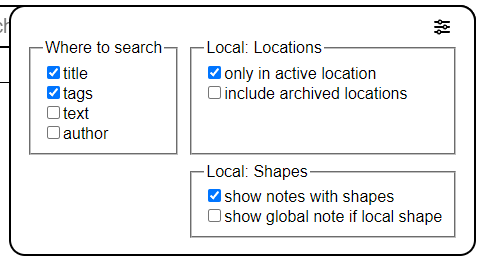 Where to search
title
tags
text
author
Local: Locations
only in active location
include archived locations
Local: Shapes
show notes with shapes
show global note if local shape